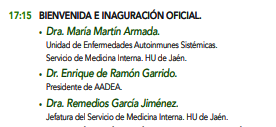 17:15 BIENVENIDA E INAGURACIÓN OFICIAL.
• Dra. María Martín Armada.
Unidad de Enfermedades Autoinmunes Sistémicas.
Servicio de Medicina Interna. HU de Jaén.
• Dr. Enrique de Ramón Garrido.
Presidente de AADEA.
• Dra. Remedios García Jiménez.
Jefatura del Servicio de Medicina Interna. HU de Jaén.